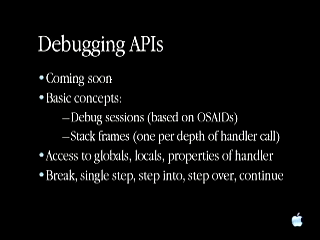 Debugging APIs
•Coming soon
•Basic concepts:
–Debug sessions (based on OSAIDs)
–Stack frames (one per depth of handler call)
•Access to globals, locals, properties of handler
•Break, single step, step into, step over, continue